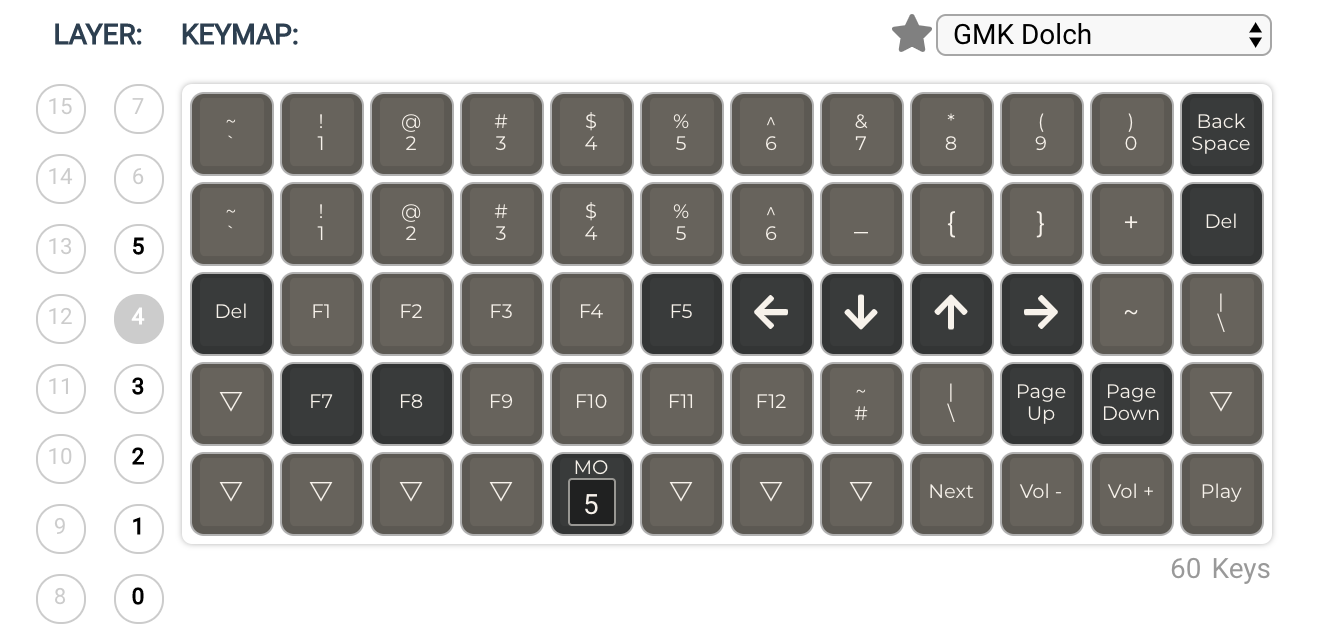 LAYER: KEYMAP: GMK Dolch
15 7
~ ! @ # $ % ^ & * ( ) Back
` 1 2 3 4 5 6 7 8 9 0 Space
14 6
~ ! @ # $ % ^ _ { } + Del
` 1 2 3 4 5 6
13 5
Del F1 F2 F3 F4 F5 ← ↓ ↑ → ~ |
\
12 4
▽ F7 F8 F9 F10 F11 F12 ~ | Page Page ▽
# \ Up Down
11 3
10 2
MO
▽ ▽ ▽ ▽ 5 ▽ ▽ ▽ Next Vol - Vol + Play
9 1
60 Keys
8 0